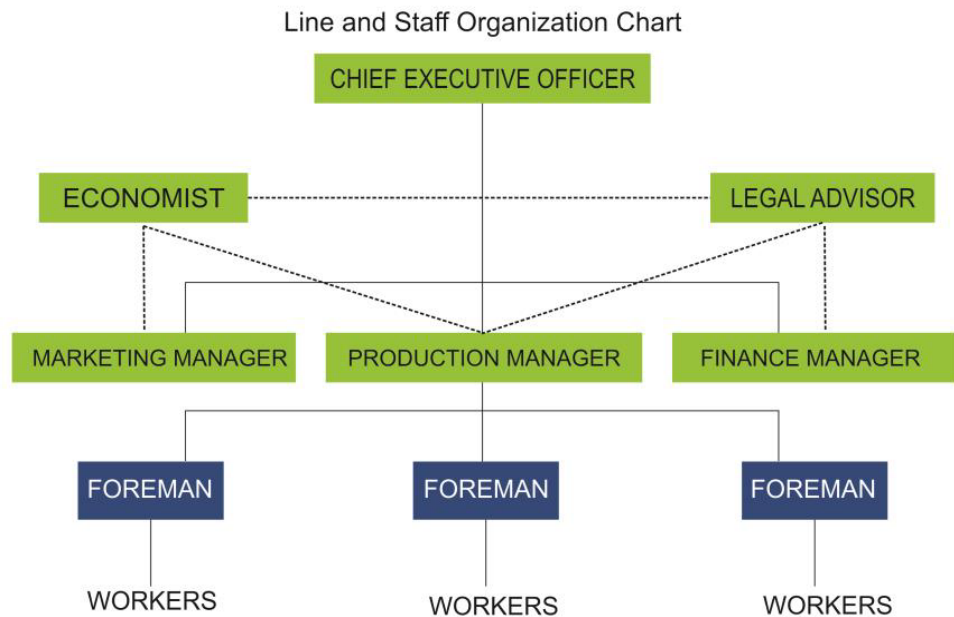 Line and Staff Organization Chart
CHIEF EXECUTIVE OFFICER
ECONOMIST
LEGAL ADVISOR
MARKETING MANAGER
PRODUCTION MANAGER
FINANCE MANAGER
FOREMAN
FOREMAN
FOREMAN
WORKERS
WORKERS
WORKERS